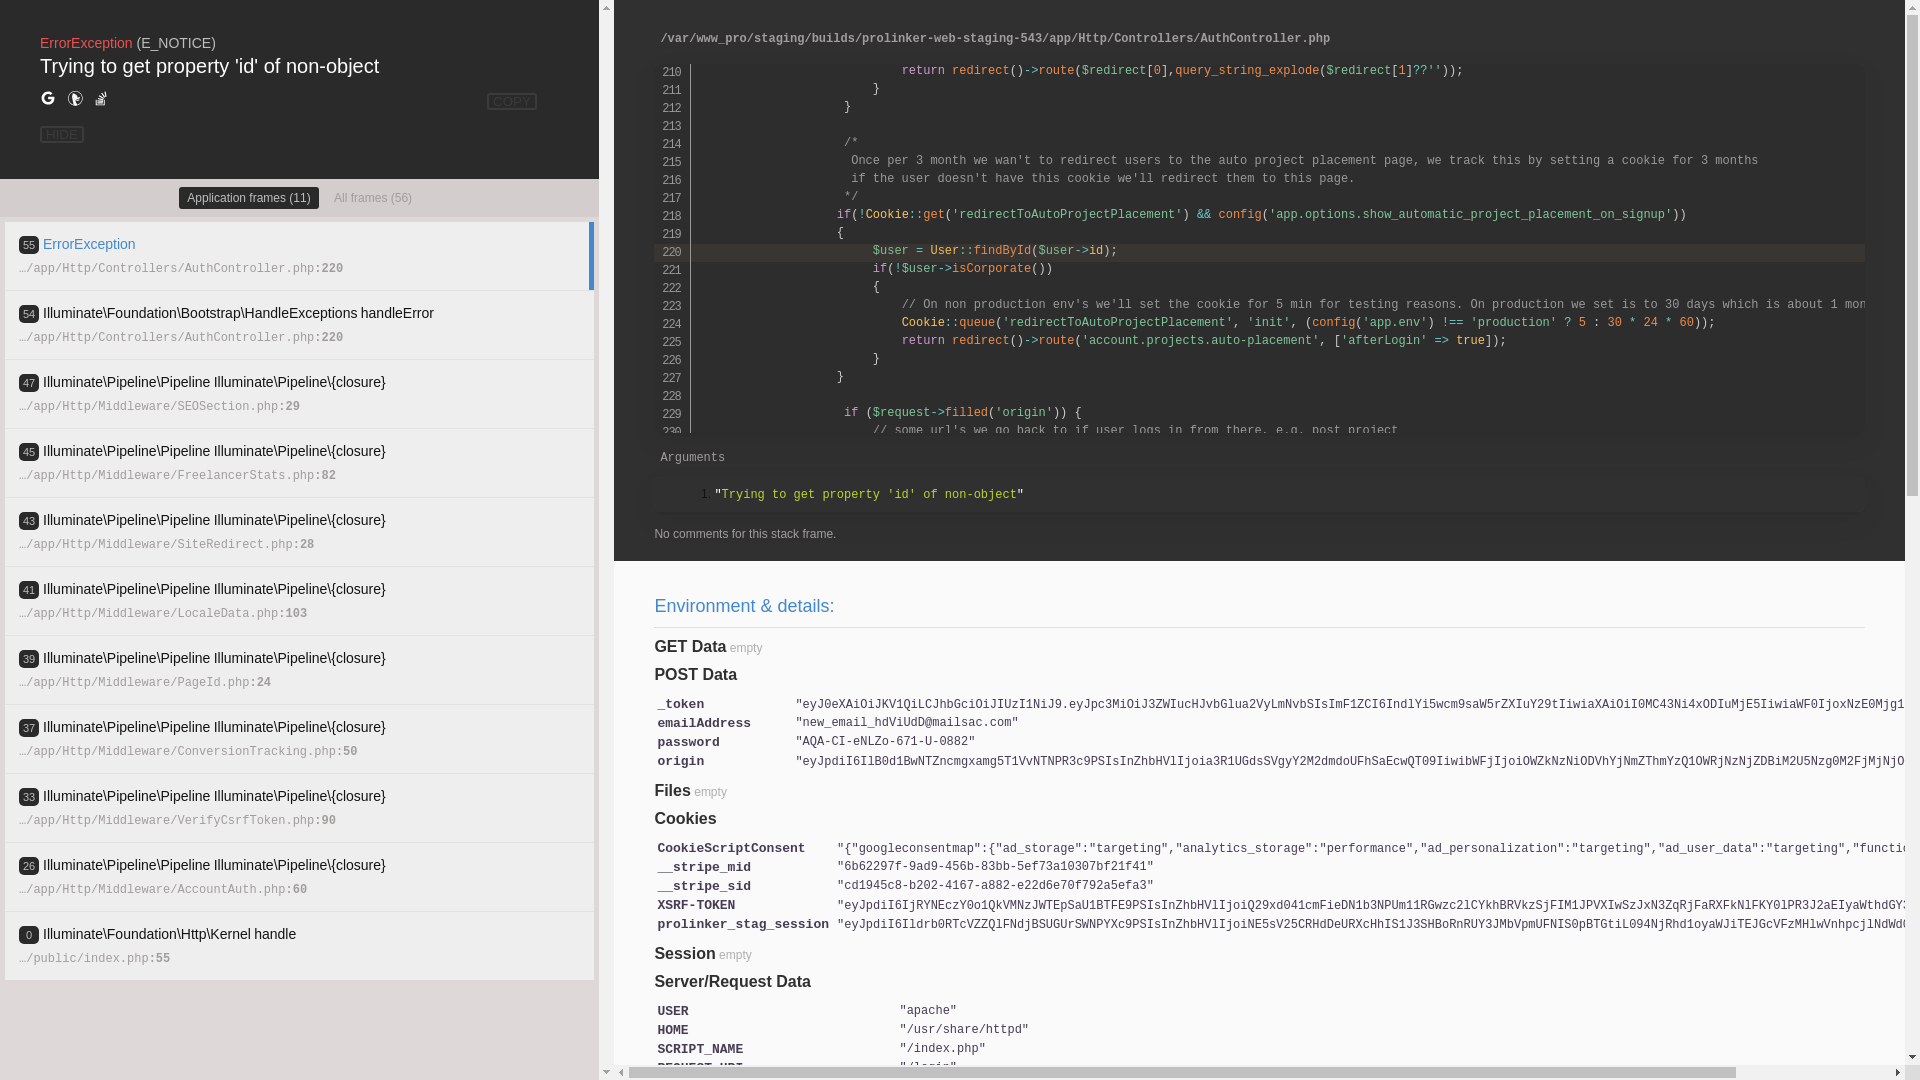 ErrorException (E_NOTICE)
Trying to get property 'id' of non-object
COPY
HIDE
Application frames (11) All frames (56)
55 ErrorException
…/app/Http/Controllers/AuthController.php:220
54 Illuminate\Foundation\Bootstrap\HandleExceptions handleError
…/app/Http/Controllers/AuthController.php:220
47 Illuminate\Pipeline\Pipeline Illuminate\Pipeline\{closure}
…/app/Http/Middleware/SEOSection.php:29
45 Illuminate\Pipeline\Pipeline Illuminate\Pipeline\{closure}
…/app/Http/Middleware/FreelancerStats.php:82
43 Illuminate\Pipeline\Pipeline Illuminate\Pipeline\{closure}
…/app/Http/Middleware/SiteRedirect.php:28
41 Illuminate\Pipeline\Pipeline Illuminate\Pipeline\{closure}
…/app/Http/Middleware/LocaleData.php:103
39 Illuminate\Pipeline\Pipeline Illuminate\Pipeline\{closure}
…/app/Http/Middleware/PageId.php:24
37 Illuminate\Pipeline\Pipeline Illuminate\Pipeline\{closure}
…/app/Http/Middleware/ConversionTracking.php:50
33 Illuminate\Pipeline\Pipeline Illuminate\Pipeline\{closure}
…/app/Http/Middleware/VerifyCsrfToken.php:90
26 Illuminate\Pipeline\Pipeline Illuminate\Pipeline\{closure}
…/app/Http/Middleware/AccountAuth.php:60
0 Illuminate\Foundation\Http\Kernel handle
…/public/index.php:55
/var/www_pro/staging/builds/prolinker-web-staging-543/app/Http/Controllers/AuthController.php
210 return redirect()->route($redirect[0],query_string_explode($redirect[1]??''));
211 }
212 }
213
214 /*
215 Once per 3 month we wan't to redirect users to the auto project placement page, we track this by setting a cookie for 3 months
216 if the user doesn't have this cookie we'll redirect them to this page.
217 */
218 if(!Cookie::get('redirectToAutoProjectPlacement') && config('app.options.show_automatic_project_placement_on_signup'))
219 {
220 $user = User::findById($user->id);
221 if(!$user->isCorporate())
222 {
223 // On non production env's we'll set the cookie for 5 min for testing reasons. On production we set is to 30 days which is about 1 mon
224 Cookie::queue('redirectToAutoProjectPlacement', 'init', (config('app.env') !== 'production' ? 5 : 30 * 24 * 60));
225 return redirect()->route('account.projects.auto-placement', ['afterLogin' => true]);
226 }
227 }
228
229 if ($request->filled('origin')) {
230 // some url's we go back to if user logs in from there. e.g. post project
Arguments
1. "Trying to get property 'id' of non-object"
No comments for this stack frame.
Environment & details:
GET Data empty
POST Data
_token
emailAddress "new_email_hdViUdD@mailsac.com"
password "AQA-CI-eNLZo-671-U-0882"
origin
Files empty
Cookies
CookieScriptConsent "{"googleconsentmap":{"ad_storage":"targeting","analytics_storage":"performance","ad_personalization":"targeting","ad_user_data":"targeting","functio
__stripe_mid "6b62297f-9ad9-456b-83bb-5ef73a10307bf21f41"
__stripe_sid "cd1945c8-b202-4167-a882-e22d6e70f792a5efa3"
XSRF-TOKEN
prolinker_stag_session
Session empty
Server/Request Data
USER "apache"
HOME "/usr/share/httpd"
SCRIPT_NAME "/index.php"
REQUEST_URI "/login"